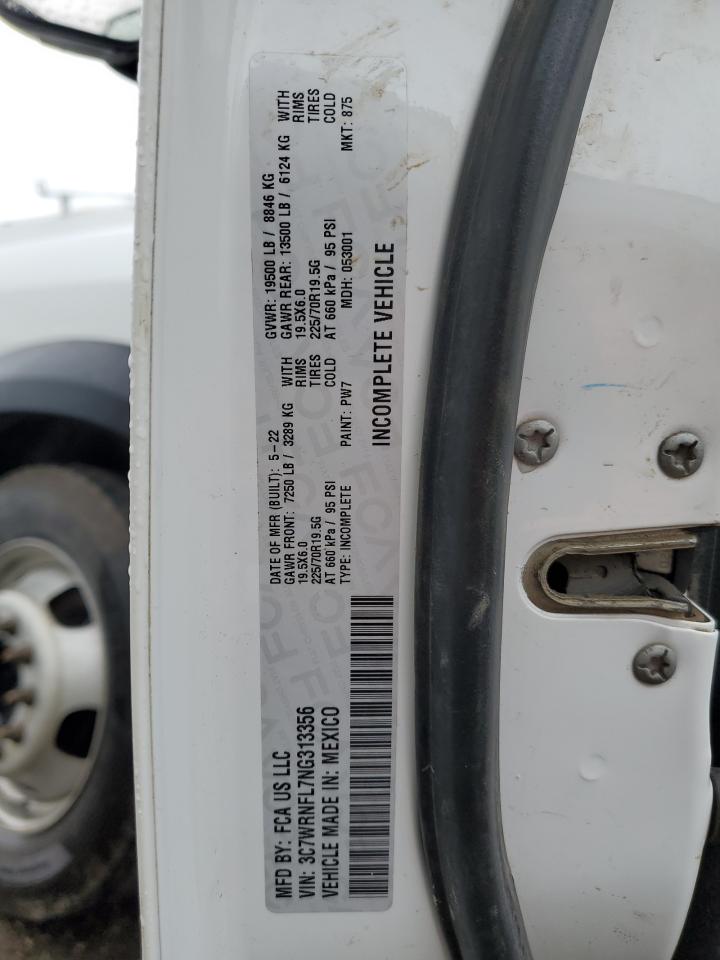 MFD BY: FCA US LLC
VIN: 3C7WRNFL7NG313356
VEHICLE MADE IN: MEXICO
DATE OF MFR (BUILT): 5-22
GAWR FRONT: 7250 LB / 3289 KG WITH
19.5X6.0 RIMS
225/70R19.5G TIRES
AT 660 kPa / 95 PSI COLD
TYPE: INCOMPLETE PAINT: PW7
GVWR: 19500 LB / 8846 KG
GAWR REAR: 13500 LB / 6124 KG WITH
19.5X6.0 RIMS
225/70R19.5G TIRES
AT 660 kPa / 95 PSI COLD
MDH: 053001 MKT: 875
INCOMPLETE VEHICLE